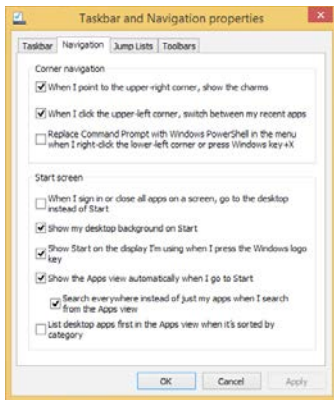 Taskbar and Navigation properties
Taskbar Navigation Jump Lists Toolbars
Corner navigation
When I point to the upper-right corner, show the charms
When I click the upper-left corner, switch between my recent apps
Replace Command Prompt with Windows PowerShell in the menu
when I right-click the lower-left corner or press Windows key+X
Start screen
When I sign in or close all apps on a screen, go to the desktop
instead of Start
Show my desktop background on Start
Show Start on the display I'm using when I press the Windows logo
key
Show the Apps view automatically when I go to Start
Search everywhere instead of just my apps when I search
from the Apps view
List desktop apps first in the Apps view when it's sorted by
category
OK Cancel Apply